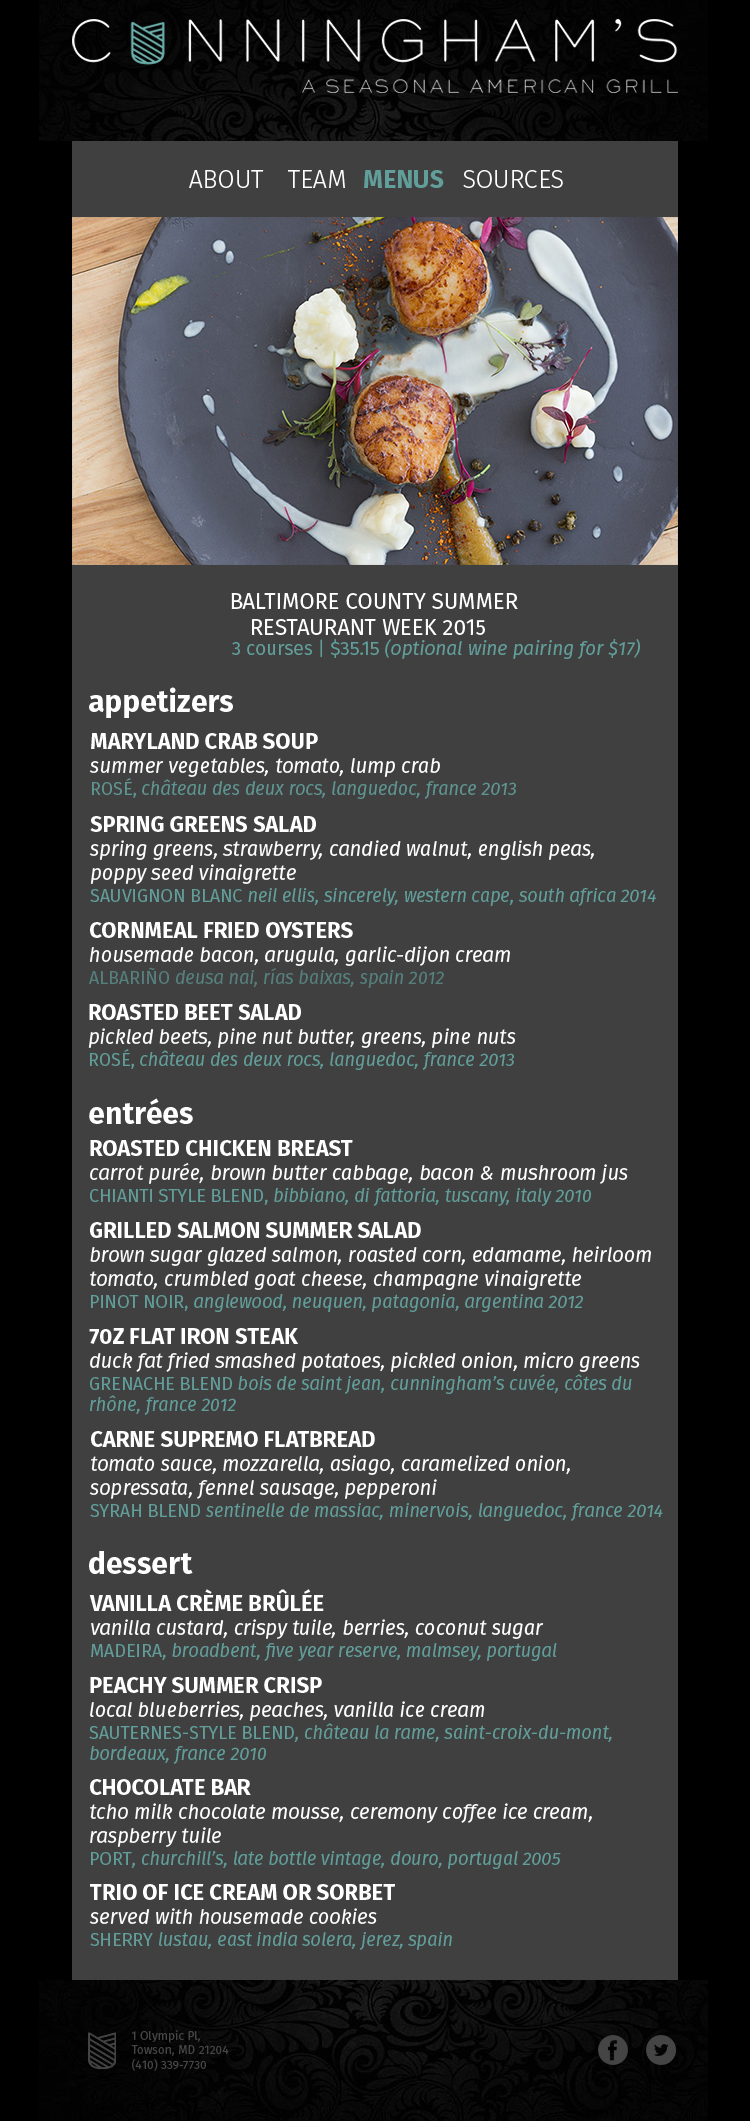 CUNNINGHAM'S
A SEASONAL AMERICAN GRILL
ABOUT TEAM MENUS SOURCES
BALTIMORE COUNTY SUMMER
RESTAURANT WEEK 2015
3 courses | $35.15 (optional wine pairing for $17)
appetizers
MARYLAND CRAB SOUP
summer vegetables, tomato, lump crab
ROSÉ, château des deux rocs, languedoc, france 2013
SPRING GREENS SALAD
spring greens, strawberry, candied walnut, english peas,
poppy seed vinaigrette
SAUVIGNON BLANC neil ellis, sincerely, western cape, south africa 2014
CORNMEAL FRIED OYSTERS
housemade bacon, arugula, garlic-dijon cream
ALBARIÑO deusa nai, rías baixas, spain 2012
ROASTED BEET SALAD
pickled beets, pine nut butter, greens, pine nuts
ROSÉ, château des deux rocs, languedoc, france 2013
entrées
ROASTED CHICKEN BREAST
carrot purée, brown butter cabbage, bacon & mushroom jus
CHIANTI STYLE BLEND, bibbiano, di fattoria, tuscany, italy 2010
GRILLED SALMON SUMMER SALAD
brown sugar glazed salmon, roasted corn, edamame, heirloom
tomato, crumbled goat cheese, champagne vinaigrette
PINOT NOIR, anglewood, neuquen, patagonia, argentina 2012
7OZ FLAT IRON STEAK
duck fat fried smashed potatoes, pickled onion, micro greens
GRENACHE BLEND bois de saint jean, cunningham's cuvée, côtes du
rhône, france 2012
CARNE SUPREMO FLATBREAD
tomato sauce, mozzarella, asiago, caramelized onion,
sopressata, fennel sausage, pepperoni
SYRAH BLEND sentinelle de massiac, minervois, languedoc, france 2014
dessert
VANILLA CRÈME BRÛLÉE
vanilla custard, crispy tuile, berries, coconut sugar
MADEIRA, broadbent, five year reserve, malmsey, portugal
PEACHY SUMMER CRISP
local blueberries, peaches, vanilla ice cream
SAUTERNES-STYLE BLEND, château la rame, saint-croix-du-mont,
bordeaux, france 2010
CHOCOLATE BAR
tcho milk chocolate mousse, ceremony coffee ice cream,
raspberry tuile
PORT, churchill's, late bottle vintage, douro, portugal 2005
TRIO OF ICE CREAM OR SORBET
served with housemade cookies
SHERRY lustau, east india solera, jerez, spain
1 Olympic Pl,
Towson, MD 21204
(410) 339-7730